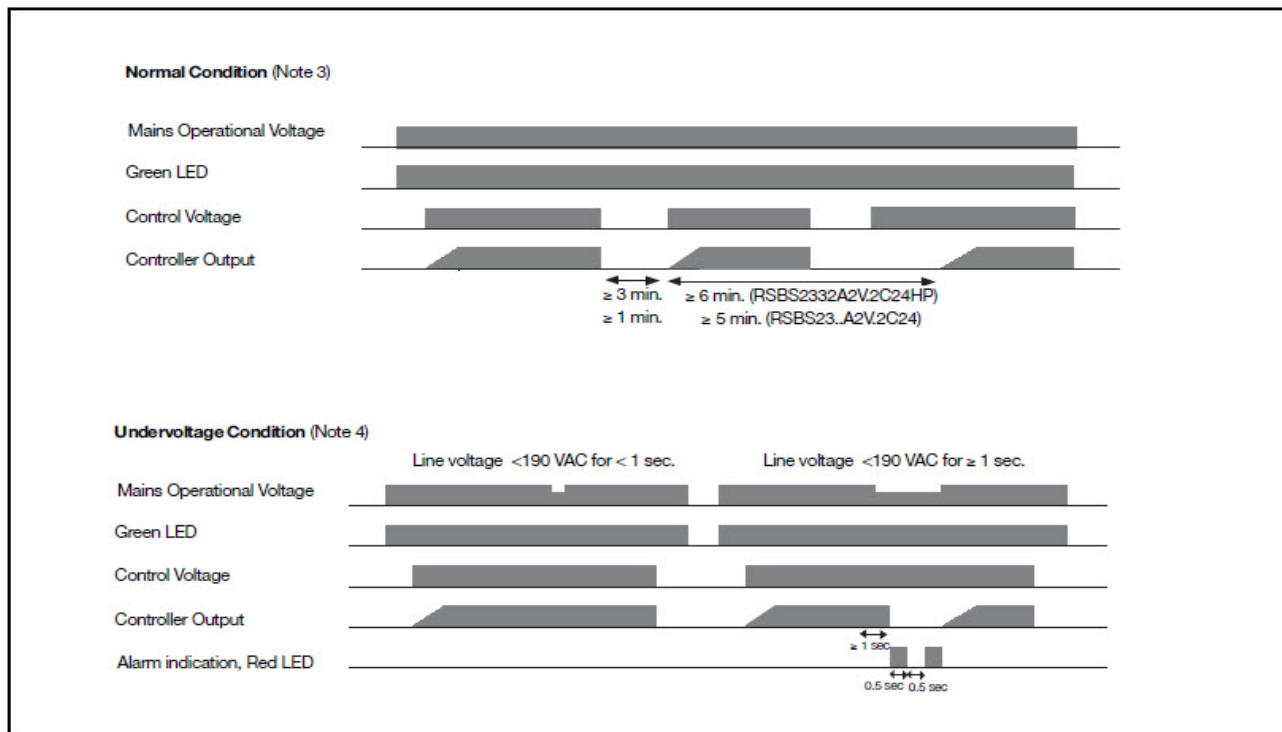 Normal Condition (Note 3)
Mains Operational Voltage
Green LED
Control Voltage
Controller Output
≥ 3 min. ≥ 6 min. (RSBS2332A2V.2C24HP)
≥ 1 min. ≥ 5 min. (RSBS23..A2V.2C24)
Undervoltage Condition (Note 4)
Line voltage <190 VAC for < 1 sec. Line voltage <190 VAC for ≥ 1 sec.
Mains Operational Voltage
Green LED
Control Voltage
Controller Output
≥ 1 sec
Alarm indication, Red LED
0.5 sec 0.5 sec